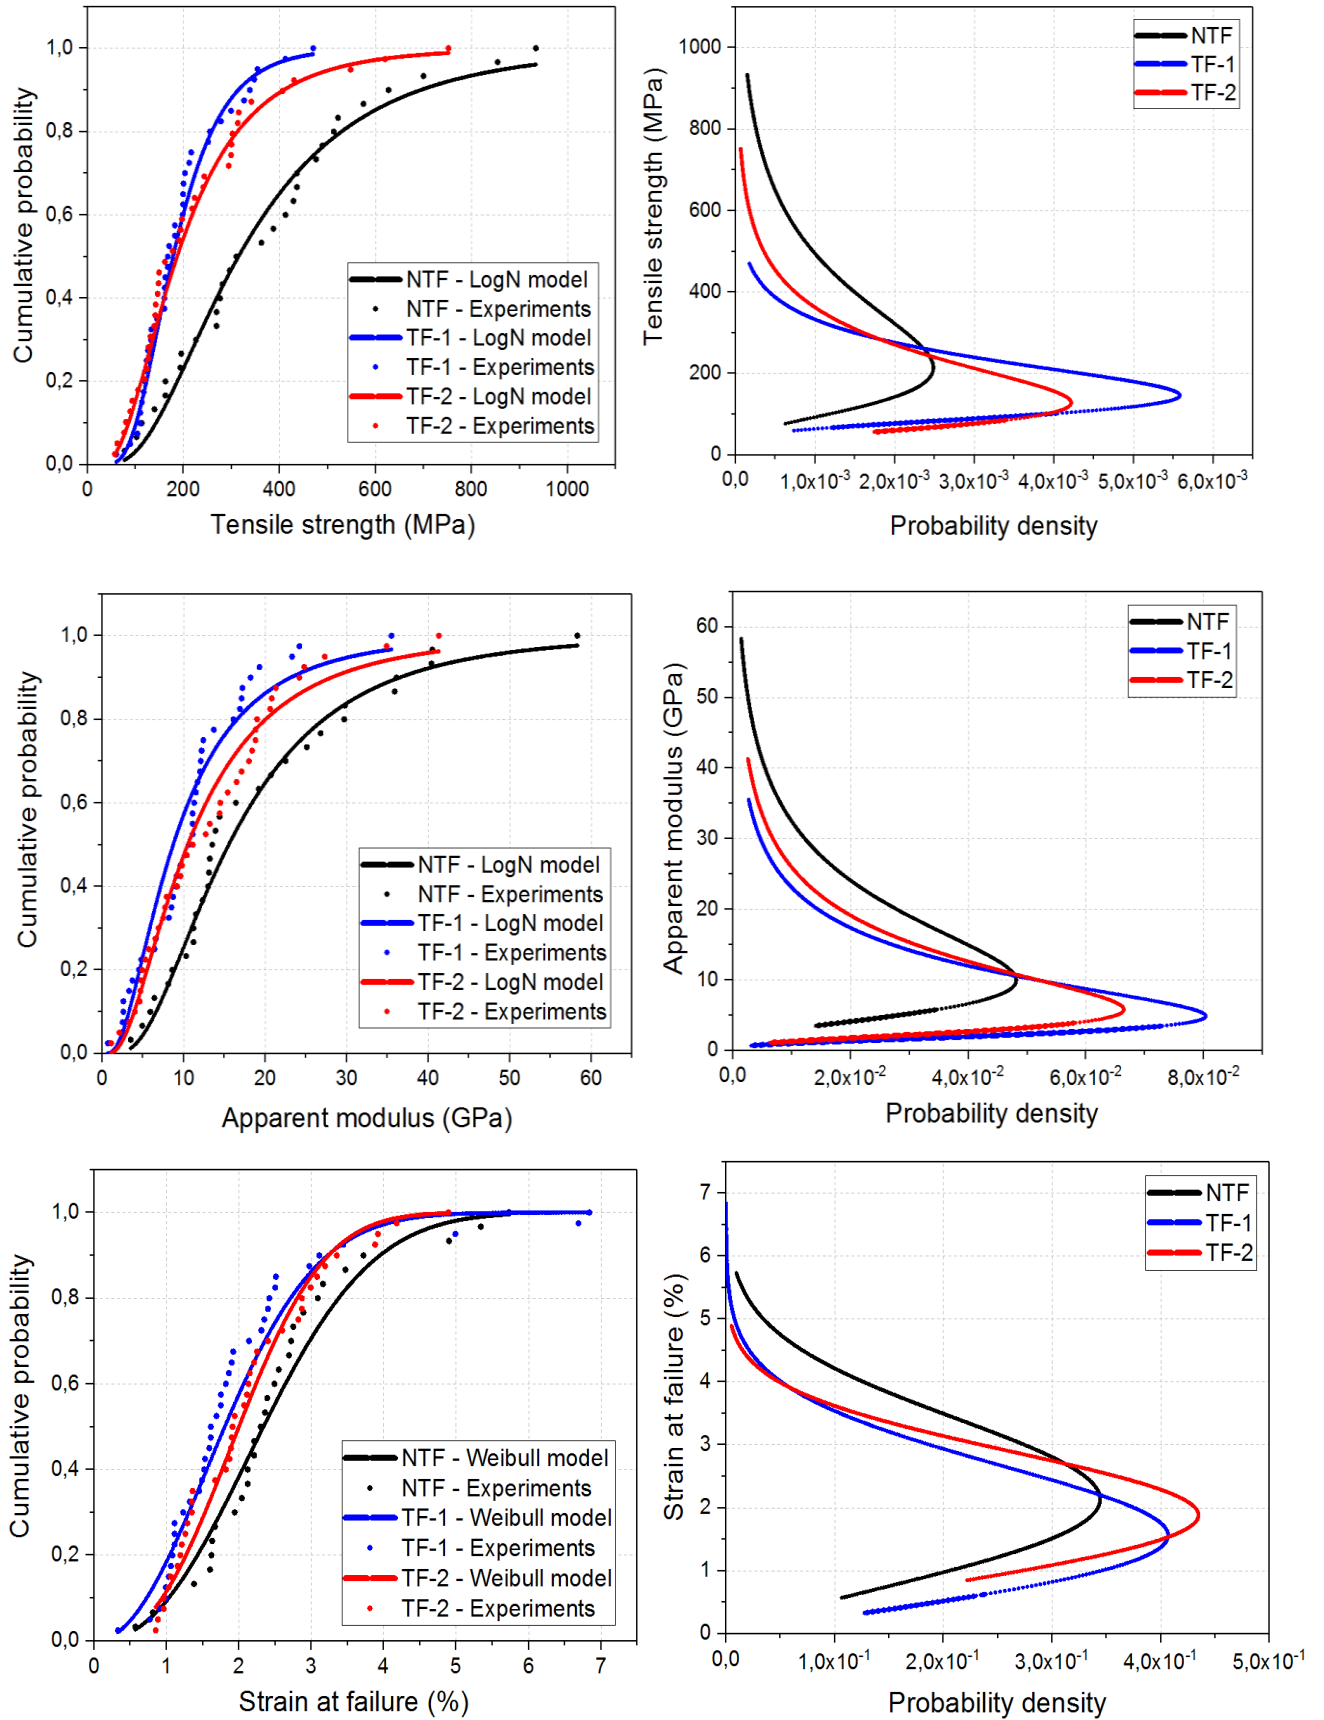 1,0
0,8
0,6
0,4
0,2
0,0
Cumulative probability
NTF - LogN model
NTF - Experiments
TF-1 - LogN model
TF-1 - Experiments
TF-2 - LogN model
TF-2 - Experiments
0 200 400 600 800 1000
Tensile strength (MPa)
1000
800
600
400
200
0
Tensile strength (MPa)
NTF
TF-1
TF-2
0,0 1,0x10⁻³ 2,0x10⁻³ 3,0x10⁻³ 4,0x10⁻³ 5,0x10⁻³ 6,0x10⁻³
Probability density
1,0
0,8
0,6
0,4
0,2
0,0
Cumulative probability
NTF - LogN model
NTF - Experiments
TF-1 - LogN model
TF-1 - Experiments
TF-2 - LogN model
TF-2 - Experiments
0 10 20 30 40 50 60
Apparent modulus (GPa)
60
50
40
30
20
10
0
Apparent modulus (GPa)
NTF
TF-1
TF-2
0,0 2,0x10⁻² 4,0x10⁻² 6,0x10⁻² 8,0x10⁻²
Probability density
1,0
0,8
0,6
0,4
0,2
0,0
Cumulative probability
NTF - Weibull model
NTF - Experiments
TF-1 - Weibull model
TF-1 - Experiments
TF-2 - Weibull model
TF-2 - Experiments
0 1 2 3 4 5 6 7
Strain at failure (%)
7
6
5
4
3
2
1
0
Strain at failure (%)
NTF
TF-1
TF-2
0,0 1,0x10⁻¹ 2,0x10⁻¹ 3,0x10⁻¹ 4,0x10⁻¹ 5,0x10⁻¹
Probability density